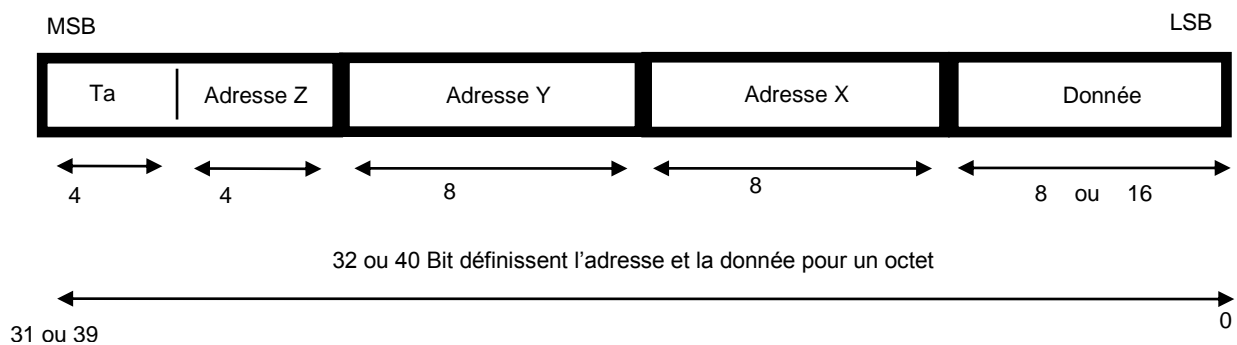 MSB LSB
Ta Adresse Z Adresse Y Adresse X Donnée
4 4 8 8 8 ou 16
32 ou 40 Bit définissent l’adresse et la donnée pour un octet
31 ou 39 0